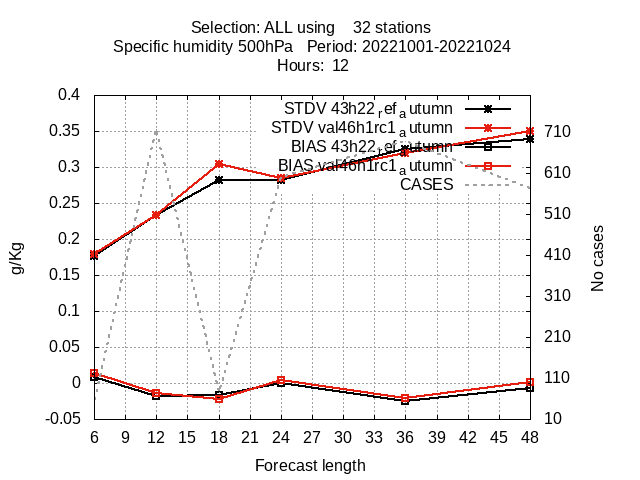 Selection: ALL using 32 stations
Specific humidity 500hPa Period: 20221001-20221024
Hours: 12
0.4
0.35
0.3
0.25
0.2
0.15
0.1
0.05
0
-0.05
g/Kg
STDV 43h22_ref_autumn
STDV val46h1rc1_autumn
BIAS 43h22_ref_autumn
BIAS val46h1rc1_autumn
CASES
710
610
510
410
310
210
110
10
No cases
6 9 12 15 18 21 24 27 30 33 36 39 42 45 48
Forecast length